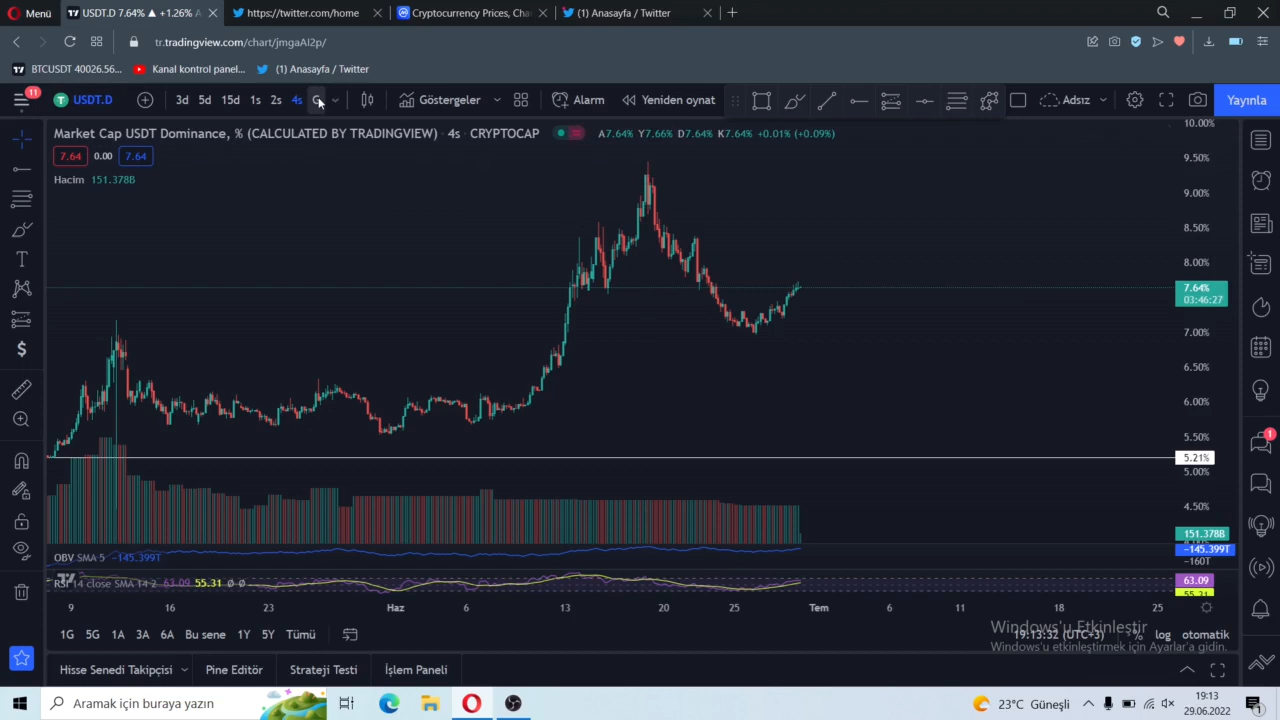 Menü
USDT.D 7.64% ▲ +1.26% A
https://twitter.com/home
Cryptocurrency Prices, Cha
(1) Anasayfa / Twitter
tr.tradingview.com/chart/jmgaAl2p/
BTCUSDT 40026.56...
Kanal kontrol panel...
(1) Anasayfa / Twitter
11
USDT.D
3d 5d 15d 1s 2s 4s G
Göstergeler
Alarm
Yeniden oynat
Adsız
Yayınla
Market Cap USDT Dominance, % (CALCULATED BY TRADINGVIEW) · 4s · CRYPTOCAP
A7.64% Y7.66% D7.64% K7.64% +0.01% (+0.09%)
7.64 0.00 7.64
Hacim 151.378B
10.00%
9.50%
9.00%
8.50%
8.00%
7.64%
03:46:27
7.00%
6.50%
6.00%
5.50%
5.21%
5.00%
4.50%
151.378B
−145.399T
−160T
63.09
55.31
1
OBV SMA 5 −145.399T
RSI 14 close SMA 14 2 63.09 55.31 Ø Ø
9 16 23 Haz 6 13 20 25 Tem 6 11 18 25
1G 5G 1A 3A 6A Bu sene 1Y 5Y Tümü
19:13:32 (UTC+3) % log otomatik
Windows'u Etkinleştir
Windows'u etkinleştirmek için Ayarlar'a gidin.
Hisse Senedi Takipçisi
Pine Editörü
Strateji Testi
İşlem Paneli
Aramak için buraya yazın
23°C Güneşli
19:13
29.06.2022
1